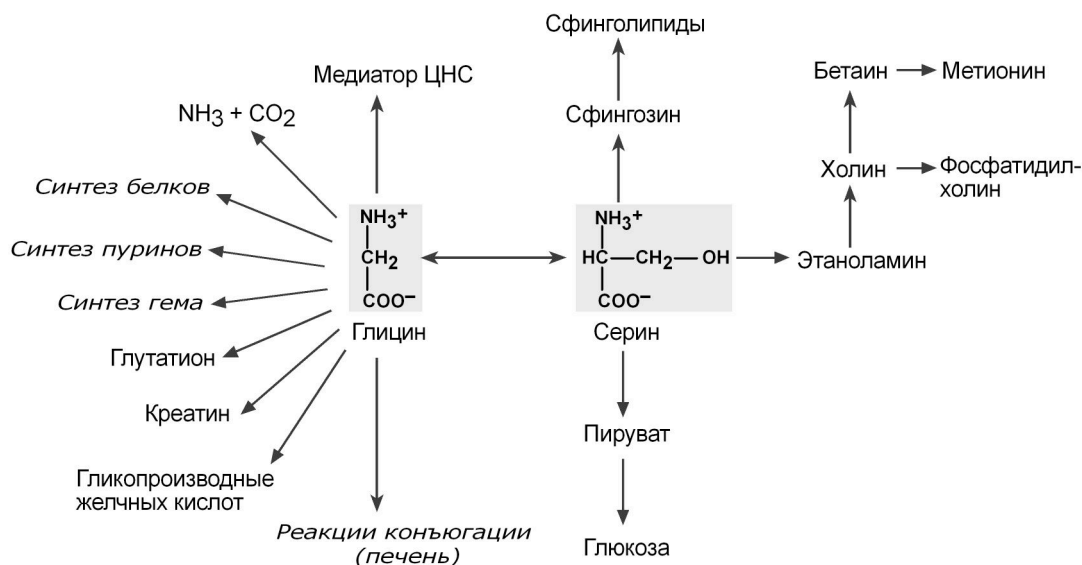 Сфинголипиды
Медиатор ЦНС
Бетаин
Метионин
NH3 + CO2
Сфингозин
Холин
Фосфатидил-
холин
Синтез белков
NH3+
CH2
COO–
Глицин
NH3+
HC–CH2–OH
COO–
Серин
Этаноламин
Синтез пуринов
Синтез гема
Глутатион
Креатин
Гликопроизводные
желчных кислот
Реакции конъюгации
(печень)
Пируват
Глюкоза